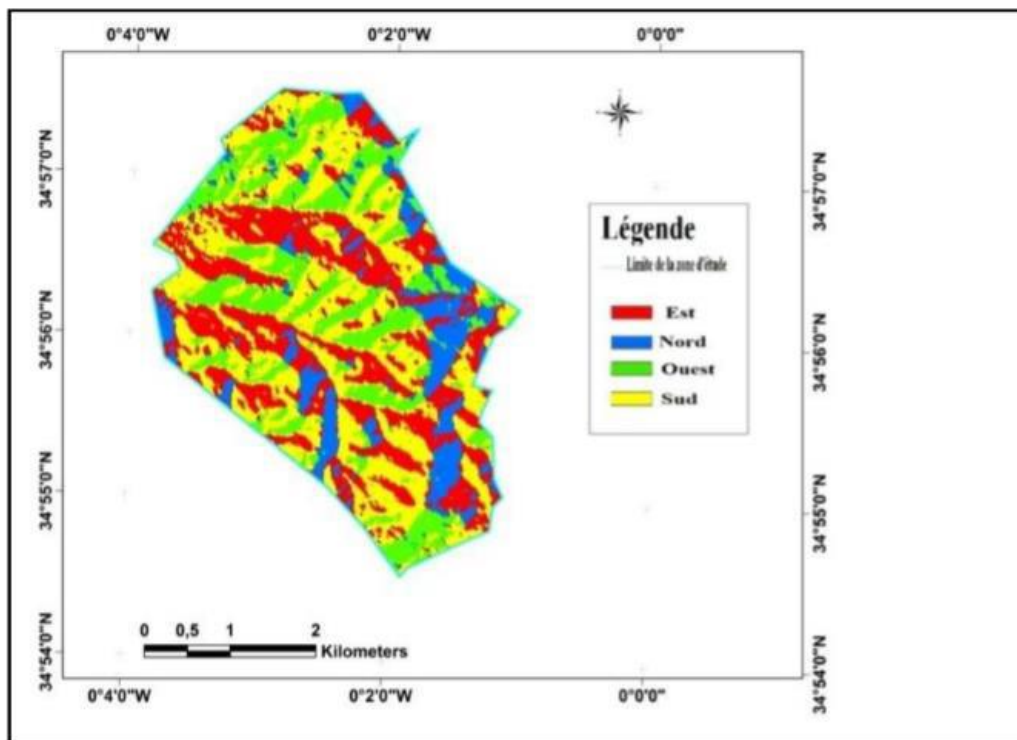 0°4'0"W 0°2'0"W 0°0'0"
34°57'0"N
34°56'0"N
34°55'0"N
34°54'0"N
34°57'0"N
34°56'0"N
34°55'0"N
34°54'0"N
Légende
Limite de la zone d'étude
Est
Nord
Ouest
Sud
0 0,5 1 2
Kilometers
0°4'0"W 0°2'0"W 0°0'0"